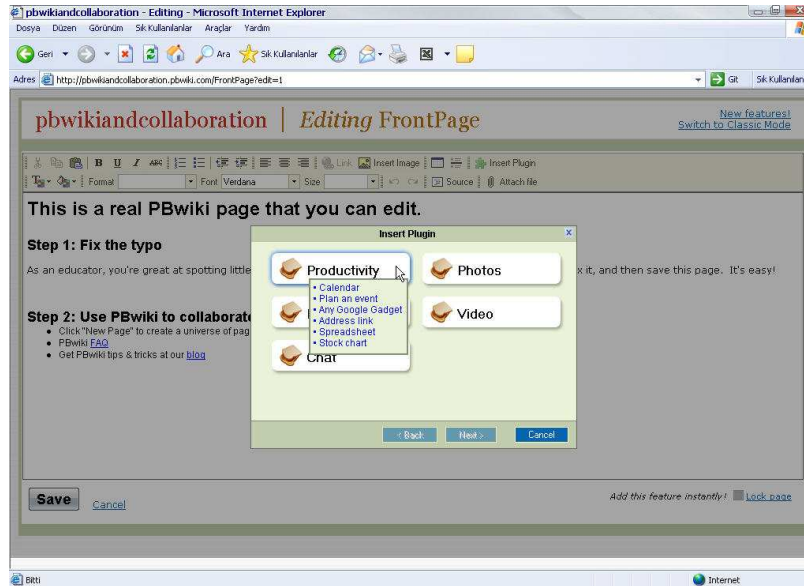 pbwikiandcollaboration - Editing - Microsoft Internet Explorer
Dosya Düzen Görünüm Sık Kullanılanlar Araçlar Yardım
Geri Ara Sık Kullanılanlar
Adres http://pbwikiandcollaboration.pbwiki.com/FrontPage?edit=1 Git Sık Kullanılan
pbwikiandcollaboration | Editing FrontPage
New features!
Switch to Classic Mode
B U I ABC Link Insert Image Insert Plugin
Format Font Verdana Size Source Attach file
This is a real PBwiki page that you can edit.
Insert Plugin
Step 1: Fix the typo
As an educator, you're great at spotting little
x it, and then save this page. It's easy!
Productivity Photos
• Calendar
• Plan an event
• Any Google Gadget
• Address link
• Spreadsheet
• Stock chart
Video
Chat
Step 2: Use PBwiki to collaborate
• Click "New Page" to create a universe of pag
• PBwiki FAQ
• Get PBwiki tips & tricks at our blog
< Back Next > Cancel
Save Cancel
Add this feature instantly! Lock page
Bitti Internet